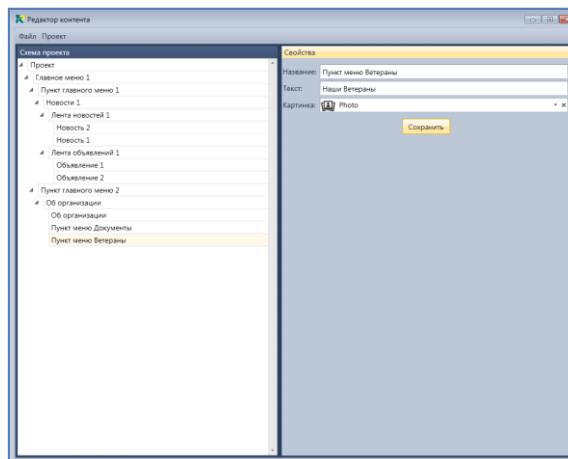 Редактор контента
Файл Проект
Схема проекта
Проект
Главное меню 1
Пункт главного меню 1
Новости 1
Лента новостей 1
Новость 2
Новость 1
Лента объявлений 1
Объявление 1
Объявление 2
Пункт главного меню 2
Об организации
Об организации
Пункт меню Документы
Пункт меню Ветераны
Свойства
Название: Пункт меню Ветераны
Текст: Наши Ветераны
Картинка: Photo
Сохранить